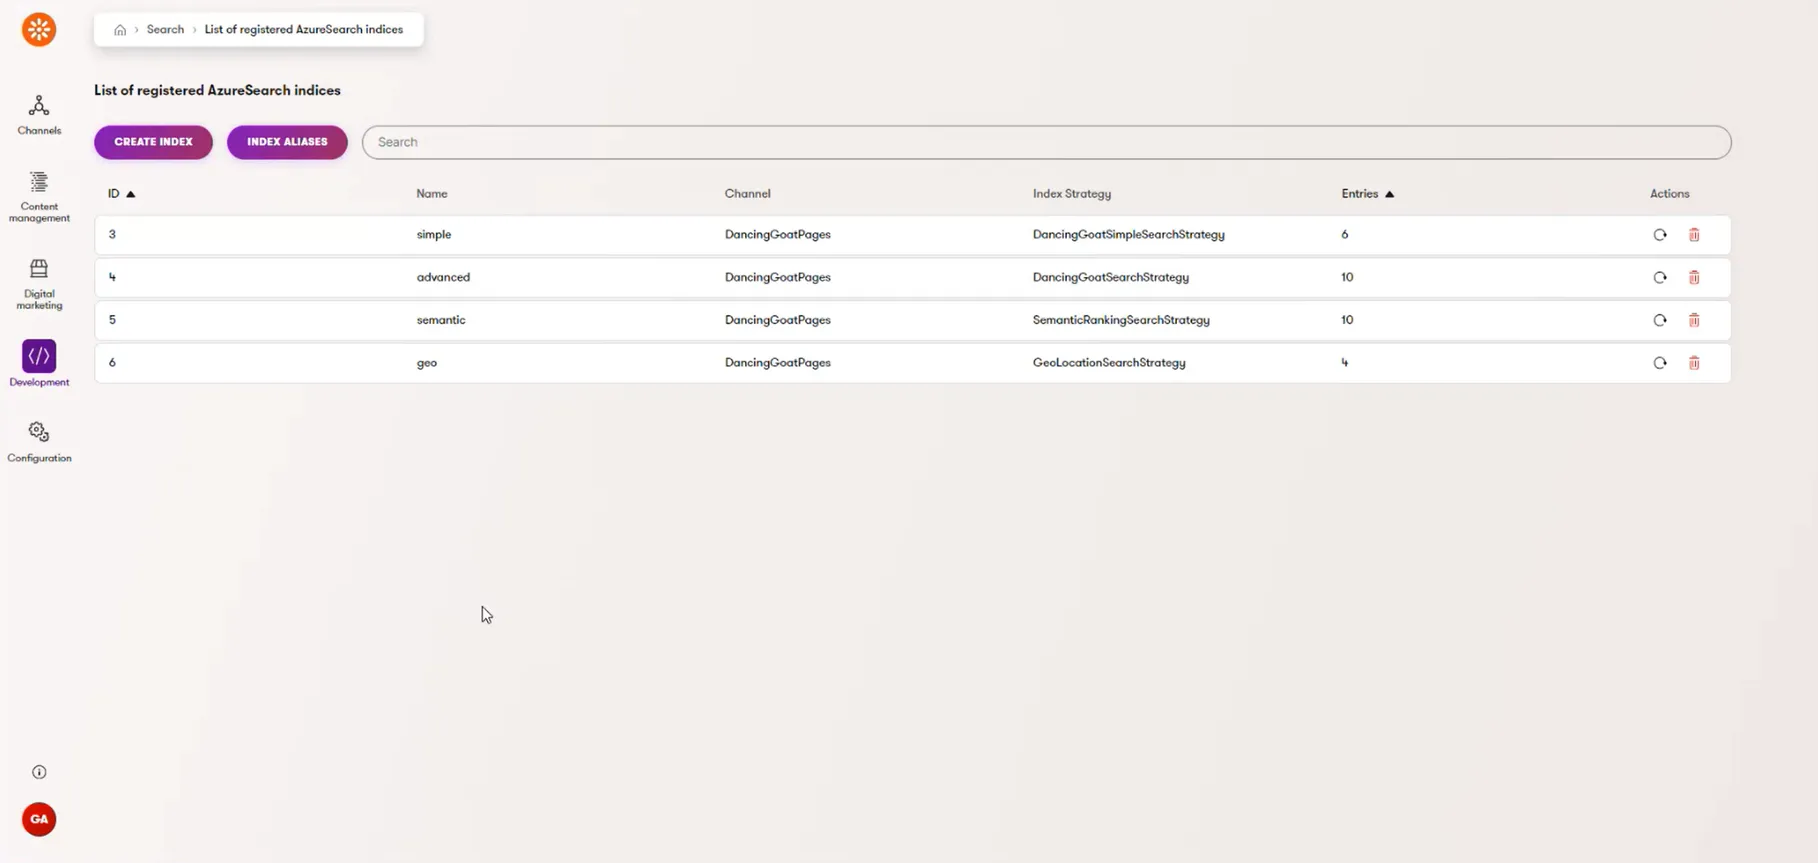 Search
List of registered AzureSearch indices
List of registered AzureSearch indices
CREATE INDEX
INDEX ALIASES
Search
ID Name Channel Index Strategy Entries Actions
3 simple DancingGoatPages DancingGoatSimpleSearchStrategy 6
4 advanced DancingGoatPages DancingGoatSearchStrategy 10
5 semantic DancingGoatPages SemanticRankingSearchStrategy 10
6 geo DancingGoatPages GeoLocationSearchStrategy 4
Channels
Content
management
Digital
marketing
Development
Configuration
GA